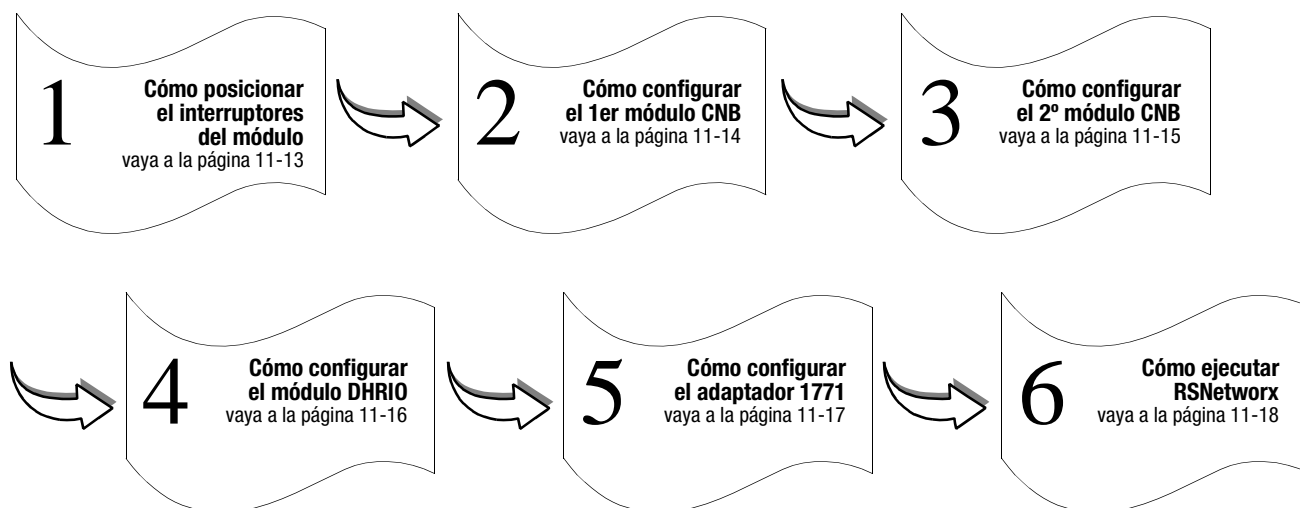 1
Cómo posicionar
el interruptores
del módulo
vaya a la página 11-13
2
Cómo configurar
el 1er módulo CNB
vaya a la página 11-14
3
Cómo configurar
el 2º módulo CNB
vaya a la página 11-15
4
Cómo configurar
el módulo DHRIO
vaya a la página 11-16
5
Cómo configurar
el adaptador 1771
vaya a la página 11-17
6
Cómo ejecutar
RSNetworx
vaya a la página 11-18